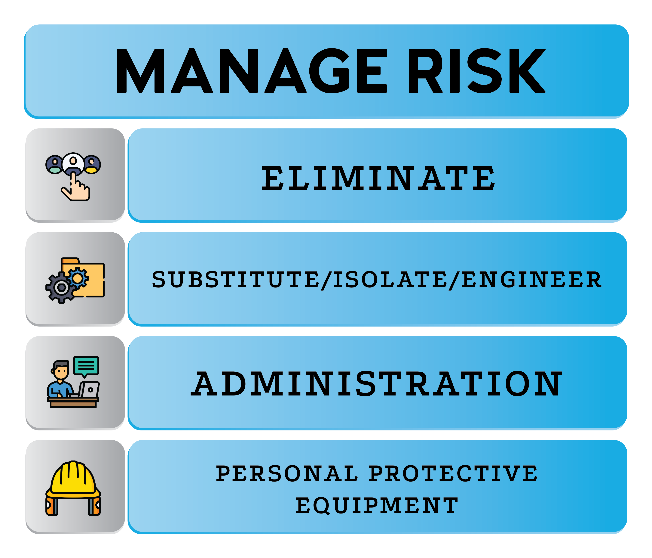 MANAGE RISK
ELIMINATE
SUBSTITUTE/ISOLATE/ENGINEER
ADMINISTRATION
PERSONAL PROTECTIVE
EQUIPMENT